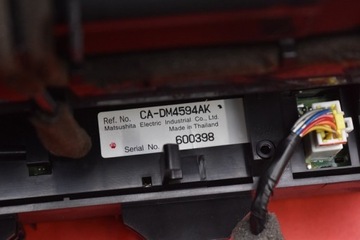 Ref. No. CA-DM4594AK
Matsushita Electric Industrial Co., Ltd.
Made in Thailand
Serial No. 600398